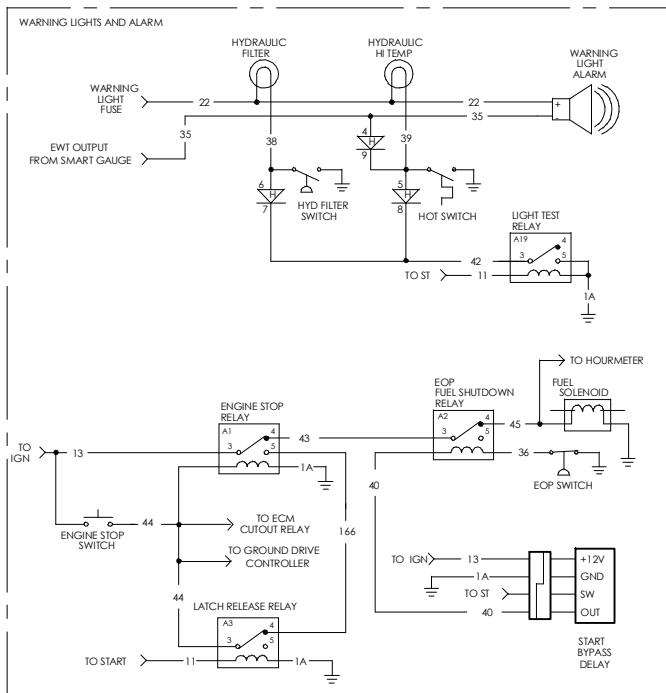 WARNING LIGHTS AND ALARM
HYDRAULIC
FILTER
HYDRAULIC
HI TEMP
WARNING
LIGHT
ALARM
WARNING
LIGHT
FUSE
22
22
+
-
35
35
EWT OUTPUT
FROM SMART GAUGE
38
4
H
9
39
6
H
7
HYD FILTER
SWITCH
5
H
8
HOT SWITCH
LIGHT TEST
RELAY
A19
4
3
5
42
TO ST
11
1A
TO HOURMETER
ENGINE STOP
RELAY
EOP
FUEL SHUTDOWN
RELAY
FUEL
SOLENOID
A1
4
3
5
43
A2
4
3
5
45
TO
IGN
13
1A
36
EOP SWITCH
40
ENGINE STOP
SWITCH
44
TO ECM
CUTOUT RELAY
166
TO GROUND DRIVE
CONTROLLER
TO IGN
13
+12V
1A
GND
TO ST
SW
40
OUT
44
LATCH RELEASE RELAY
A3
4
3
5
START
BYPASS
DELAY
TO START
11
1A